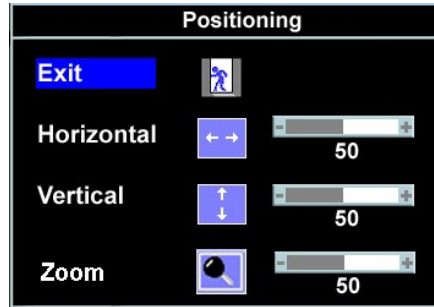 Positioning
Exit
Horizontal
- +
50
Vertical
- +
50
Zoom
- +
50